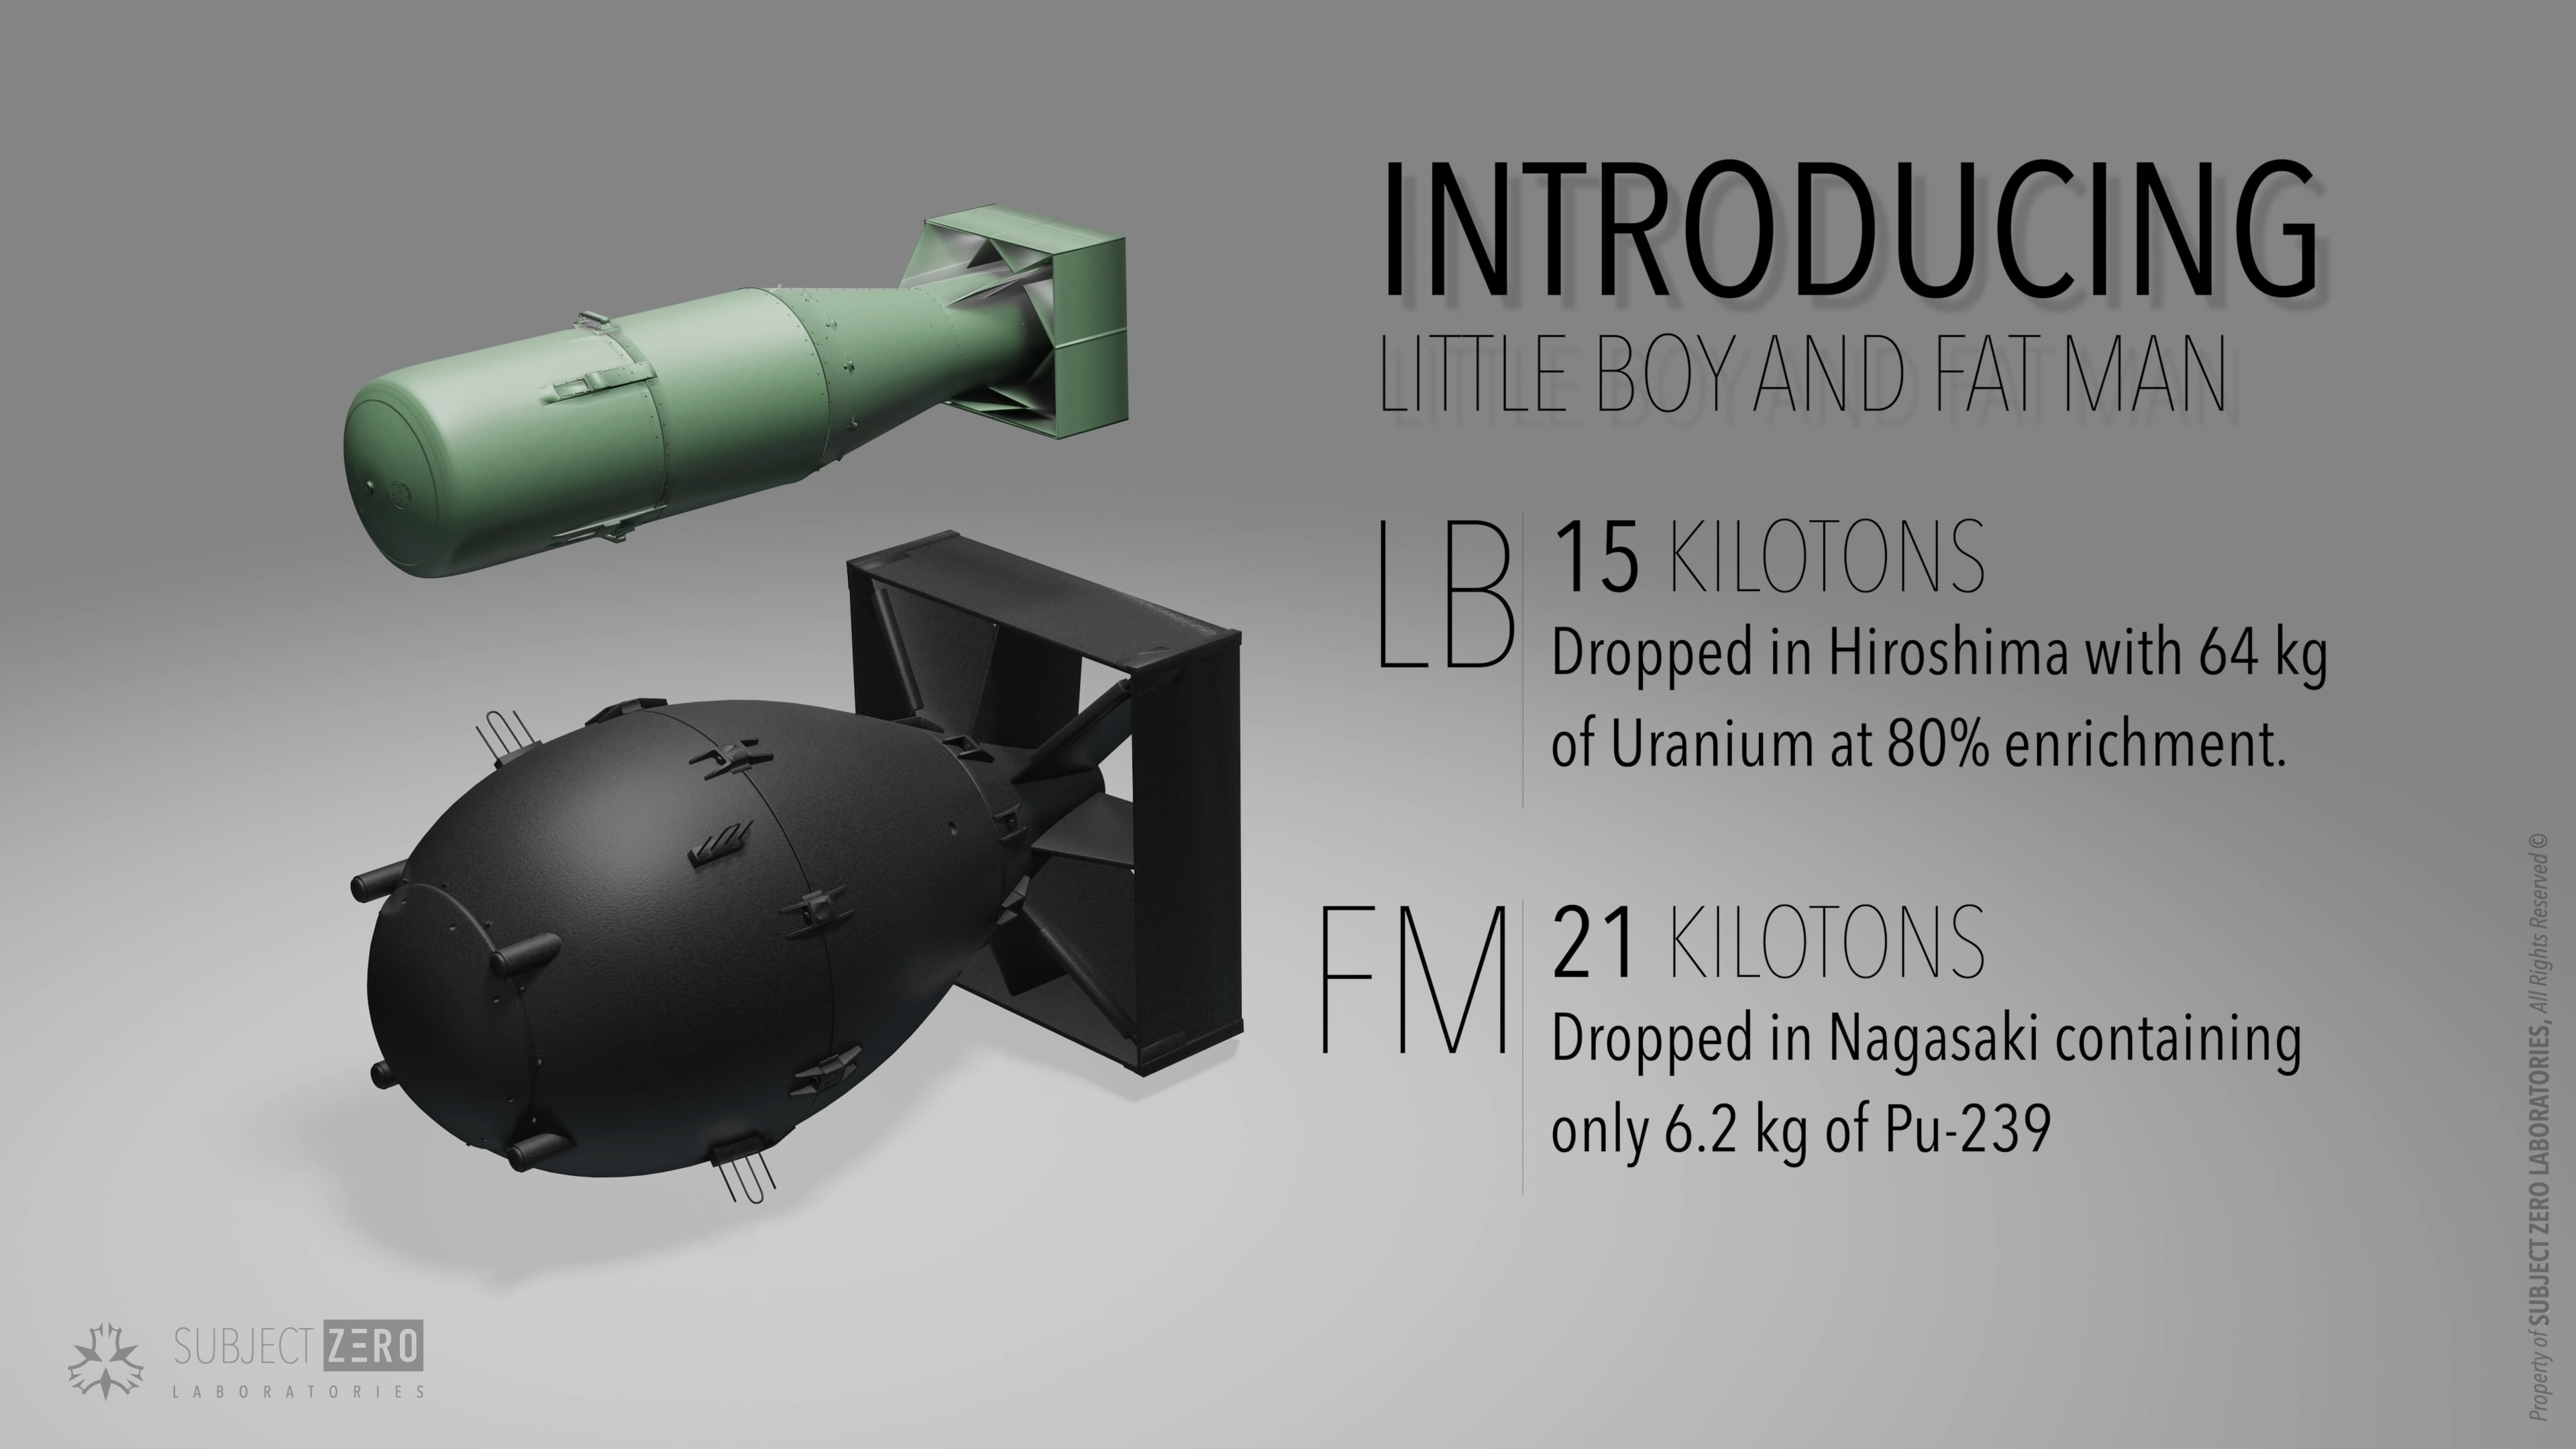 INTRODUCING
LITTLE BOY AND FAT MAN
LB
15 KILOTONS
Dropped in Hiroshima with 64 kg
of Uranium at 80% enrichment.
FM
21 KILOTONS
Dropped in Nagasaki containing
only 6.2 kg of Pu-239
SUBJECT ZERO
LABORATORIES
Property of SUBJECT ZERO LABORATORIES, All Rights Reserved ©